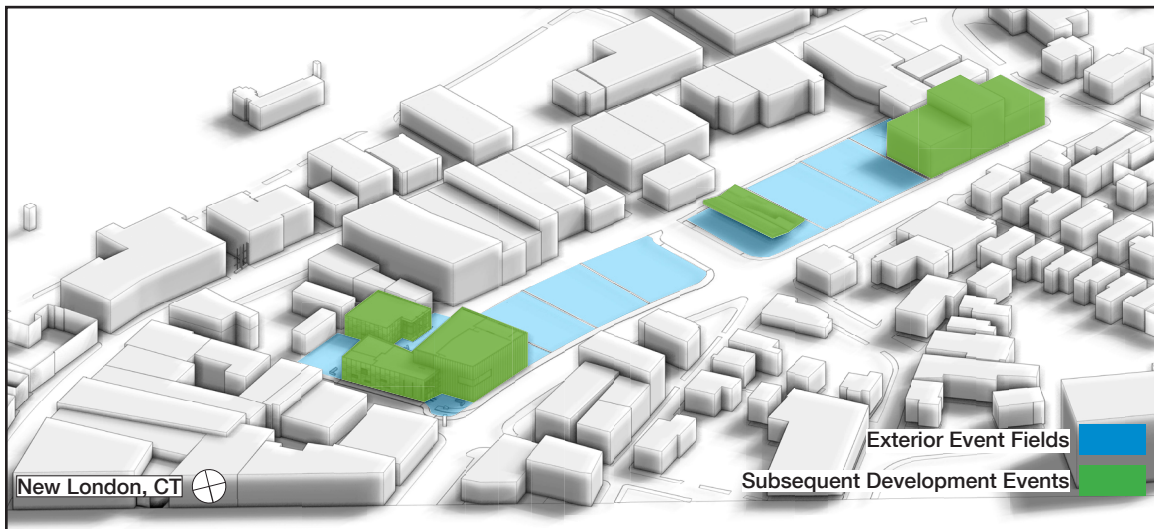 Exterior Event Fields
Subsequent Development Events
New London, CT